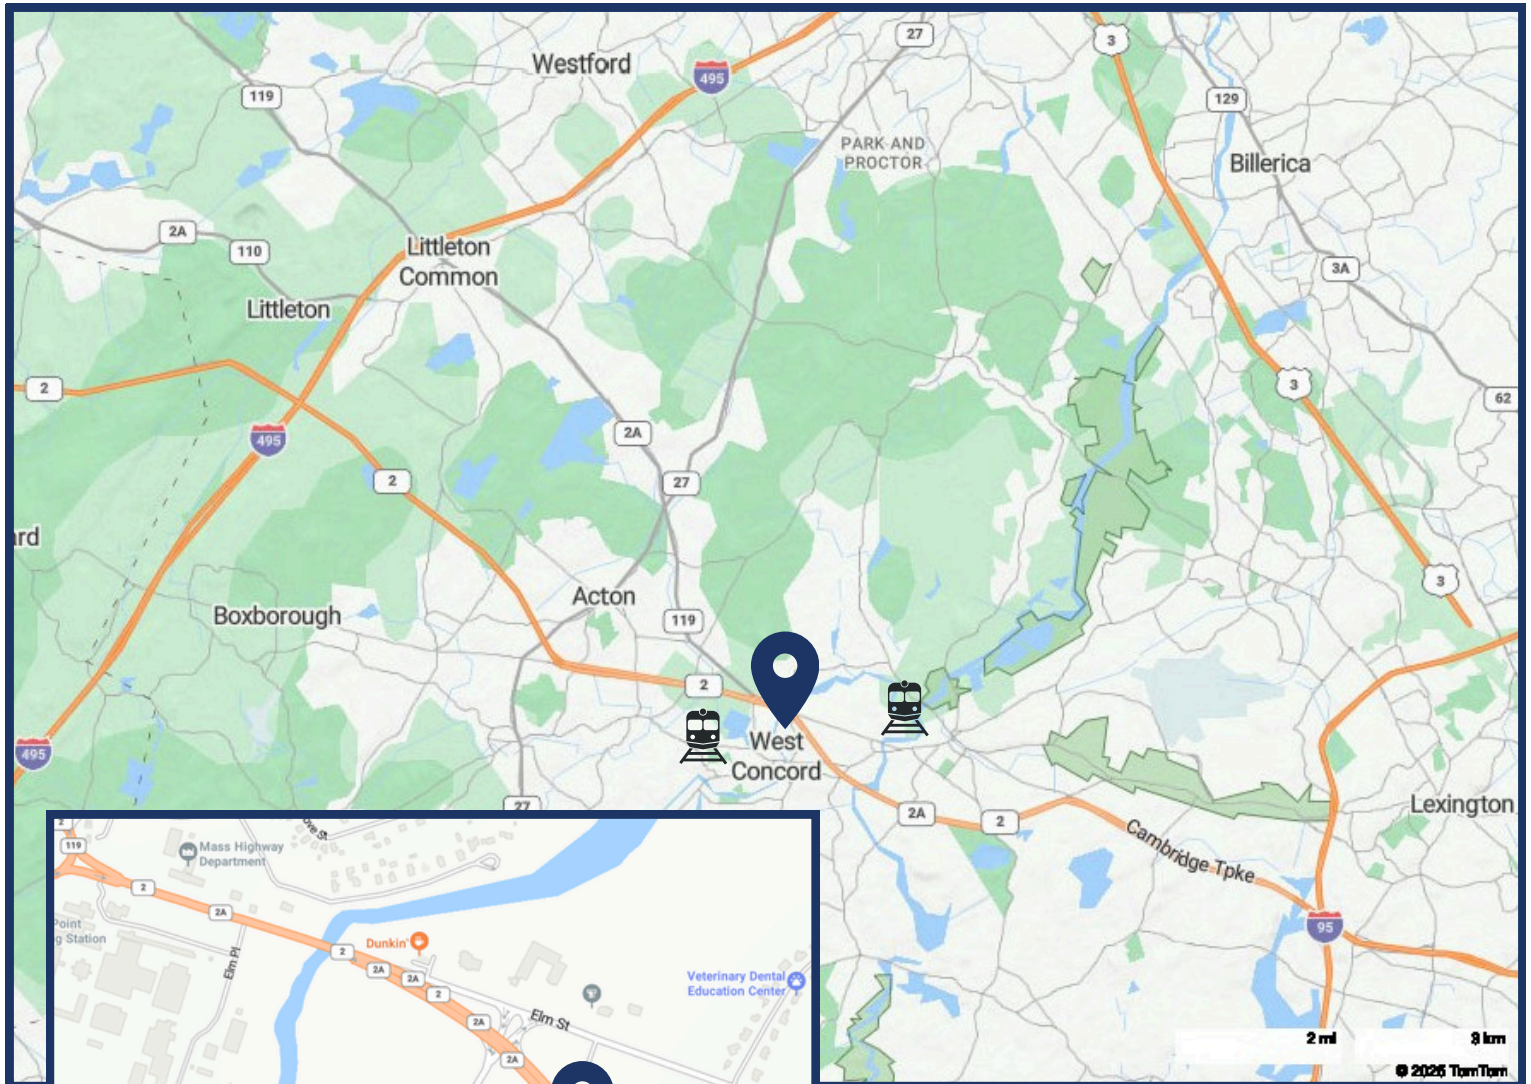 27
3
Westford
495
119
129
PARK AND
PROCTOR
Billerica
2A
110
Littleton
Common
3A
Littleton
2
3
62
2A
495
27
2
3
Acton
Boxborough
119
2
495
West
Concord
27
2A
2
Lexington
Cambridge Tpke
95
2
119
Mass Highway
Department
2
2A
Point
g Station
Elm Pl
2
Dunkin'
2A
2A
2
Veterinary Dental
Education Center
2A
Elm St
2A
2 mi
3 km
© 2025 TomTom